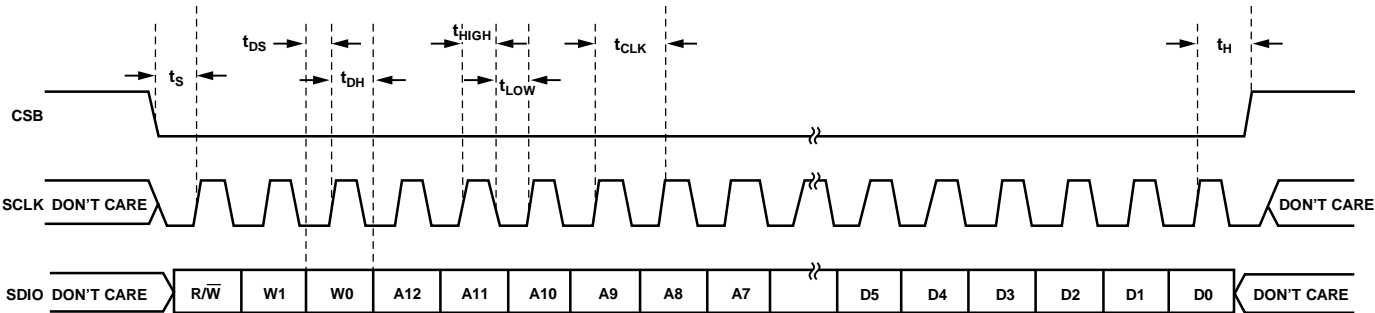 tDS tHIGH tCLK tH
tS tDH tLOW
CSB
SCLK DON'T CARE DON'T CARE
SDIO DON'T CARE R/W̅ W1 W0 A12 A11 A10 A9 A8 A7 D5 D4 D3 D2 D1 D0 DON'T CARE